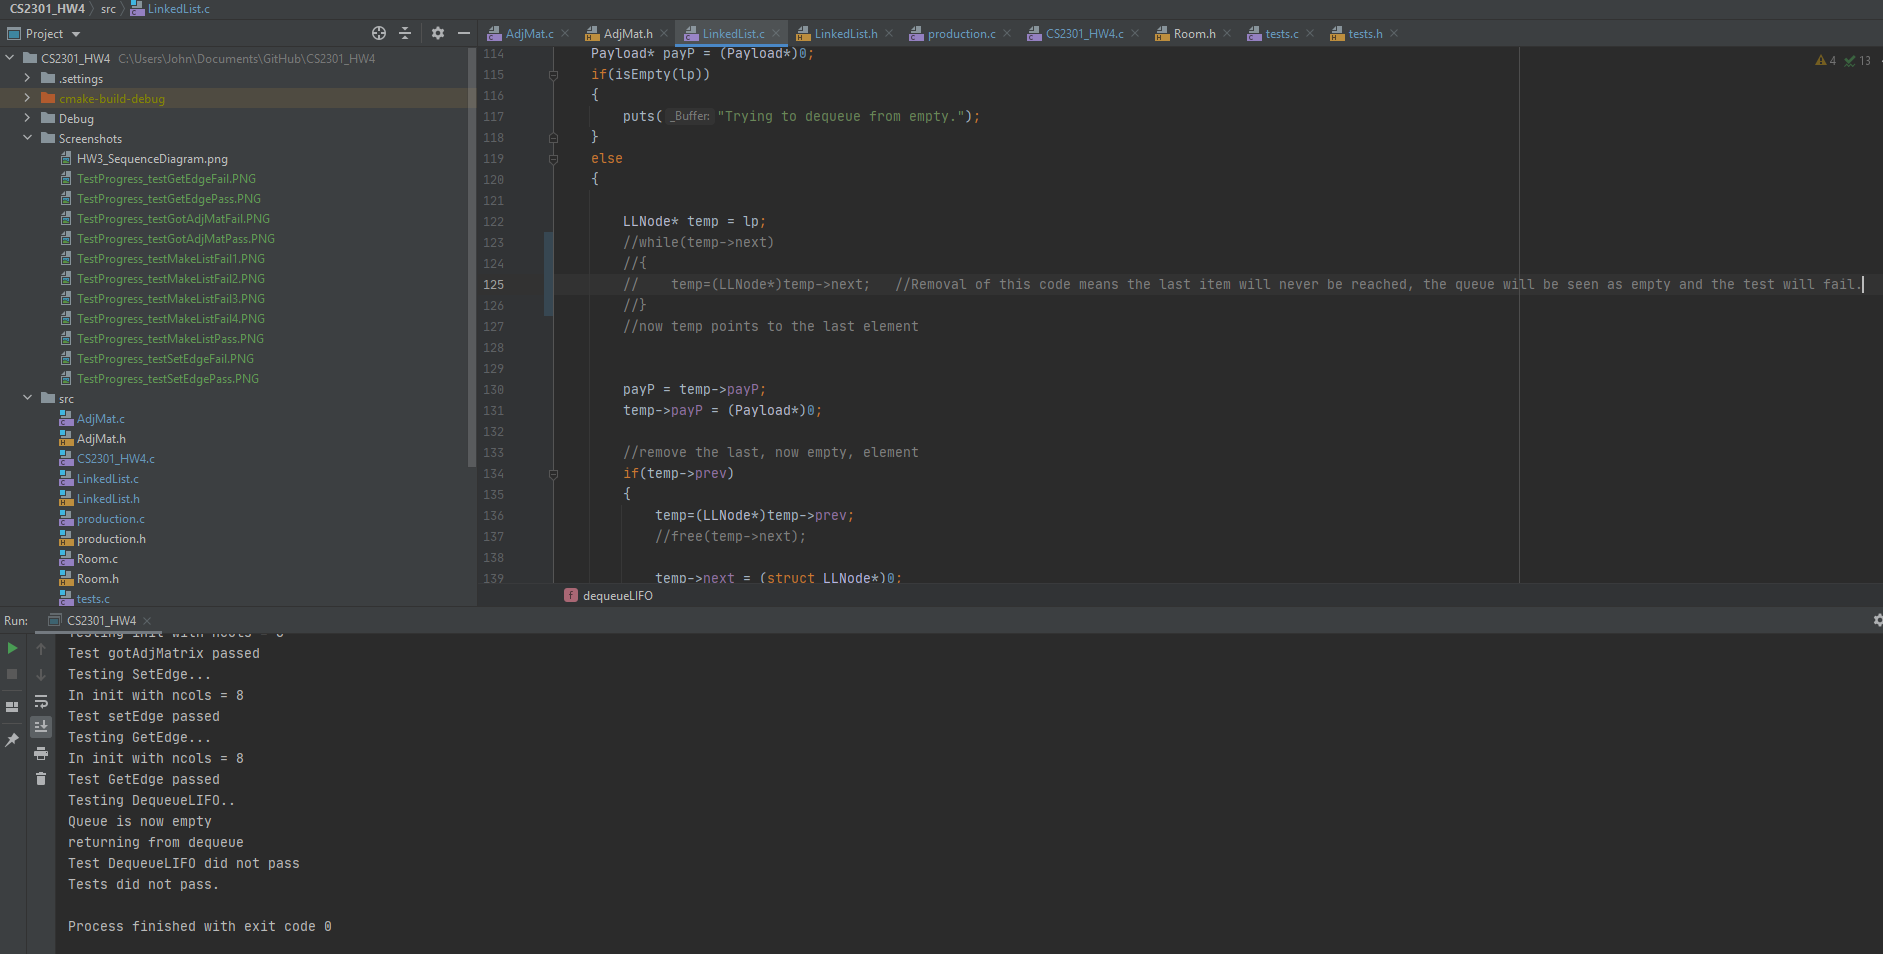 CS2301_HW4 〉 src 〉 LinkedList.c
Project
AdjMat.c × AdjMat.h × LinkedList.c × LinkedList.h × production.c × CS2301_HW4.c × Room.h × tests.c × tests.h ×
CS2301_HW4 C:\Users\John\Documents\GitHub\CS2301_HW4
.settings
cmake-build-debug
Debug
Screenshots
HW3_SequenceDiagram.png
TestProgress_testGetEdgeFail.PNG
TestProgress_testGetEdgePass.PNG
TestProgress_testGotAdjMatFail.PNG
TestProgress_testGotAdjMatPass.PNG
TestProgress_testMakeListFail1.PNG
TestProgress_testMakeListFail2.PNG
TestProgress_testMakeListFail3.PNG
TestProgress_testMakeListFail4.PNG
TestProgress_testMakeListPass.PNG
TestProgress_testSetEdgeFail.PNG
TestProgress_testSetEdgePass.PNG
src
AdjMat.c
AdjMat.h
CS2301_HW4.c
LinkedList.c
LinkedList.h
production.c
production.h
Room.c
Room.h
tests.c
4 13
114 Payload* payP = (Payload*)0;
115 if(isEmpty(lp))
116 {
117 puts( _Buffer: "Trying to dequeue from empty.");
118 }
119 else
120 {
121
122 LLNode* temp = lp;
123 //while(temp->next)
124 //{
125 // temp=(LLNode*)temp->next; //Removal of this code means the last item will never be reached, the queue will be seen as empty and the test will fail.
126 //}
127 //now temp points to the last element
128
129
130 payP = temp->payP;
131 temp->payP = (Payload*)0;
132
133 //remove the last, now empty, element
134 if(temp->prev)
135 {
136 temp=(LLNode*)temp->prev;
137 //free(temp->next);
138
139 temp->next = (struct LLNode*)0;
f dequeueLIFO
Run: CS2301_HW4 ×
Testing init with ncols = 8
Test gotAdjMatrix passed
Testing SetEdge...
In init with ncols = 8
Test setEdge passed
Testing GetEdge...
In init with ncols = 8
Test GetEdge passed
Testing DequeueLIFO..
Queue is now empty
returning from dequeue
Test DequeueLIFO did not pass
Tests did not pass.
Process finished with exit code 0